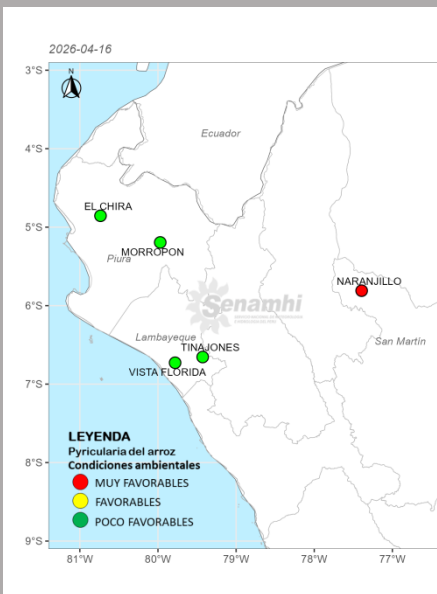 2026-04-16
N
3°S
4°S
5°S
6°S
7°S
8°S
9°S
Ecuador
EL CHIRA
MORROPON
Piura
NARANJILLO
Senamhi
Lambayeque
TINAJONES
San Martín
VISTA FLORIDA
LEYENDA
Pyricularia del arroz
Condiciones ambientales
MUY FAVORABLES
FAVORABLES
POCO FAVORABLES
81°W 80°W 79°W 78°W 77°W